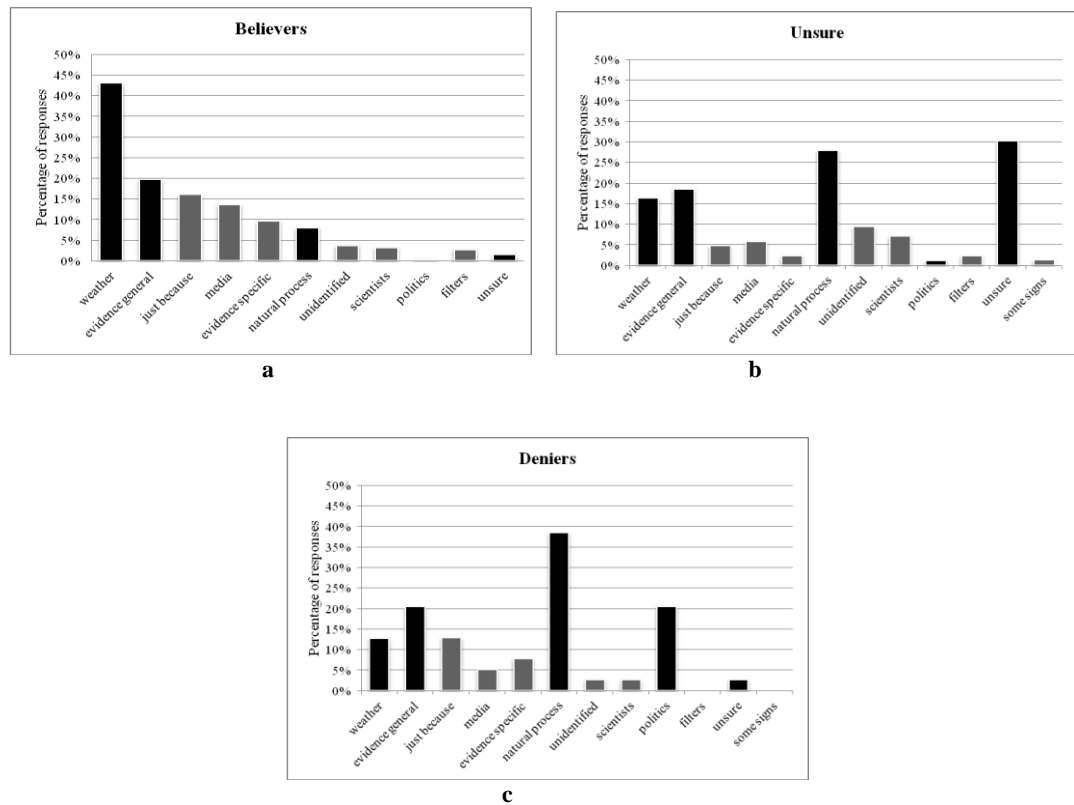 Believers
Percentage of responses
50%
45%
40%
35%
30%
25%
20%
15%
10%
5%
0%
weather
evidence general
just because
media
evidence specific
natural process
unidentified
scientists
politics
filters
unsure
a
Unsure
Percentage of responses
50%
45%
40%
35%
30%
25%
20%
15%
10%
5%
0%
weather
evidence general
just because
media
evidence specific
natural process
unidentified
scientists
politics
filters
unsure
some signs
b
Deniers
Percentage of responses
50%
45%
40%
35%
30%
25%
20%
15%
10%
5%
0%
weather
evidence general
just because
media
evidence specific
natural process
unidentified
scientists
politics
filters
unsure
some signs
c